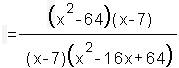 = (x²-64)(x-7) / (x-7)(x²-16x+64)